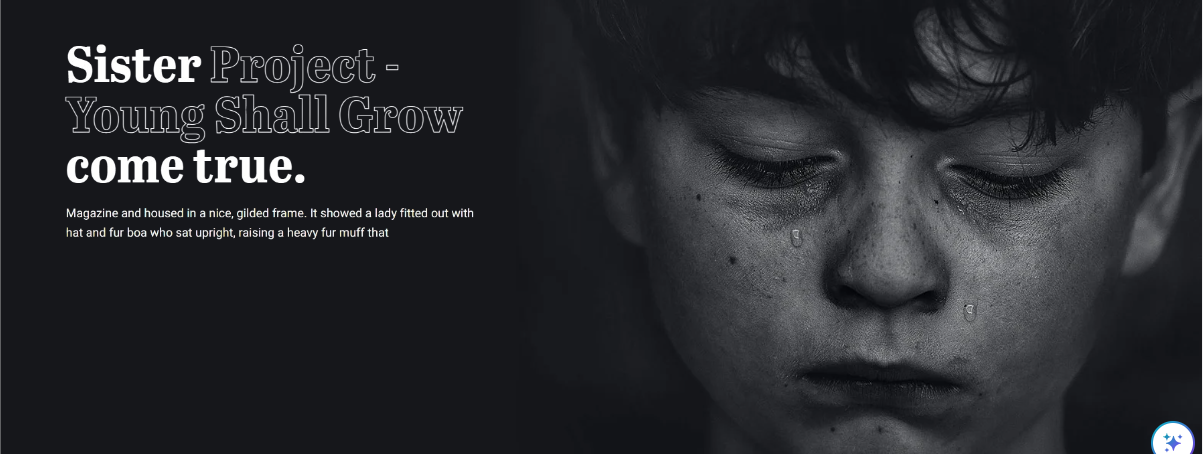 Sister Project -
Young Shall Grow
come true.
Magazine and housed in a nice, gilded frame. It showed a lady fitted out with
hat and fur boa who sat upright, raising a heavy fur muff that